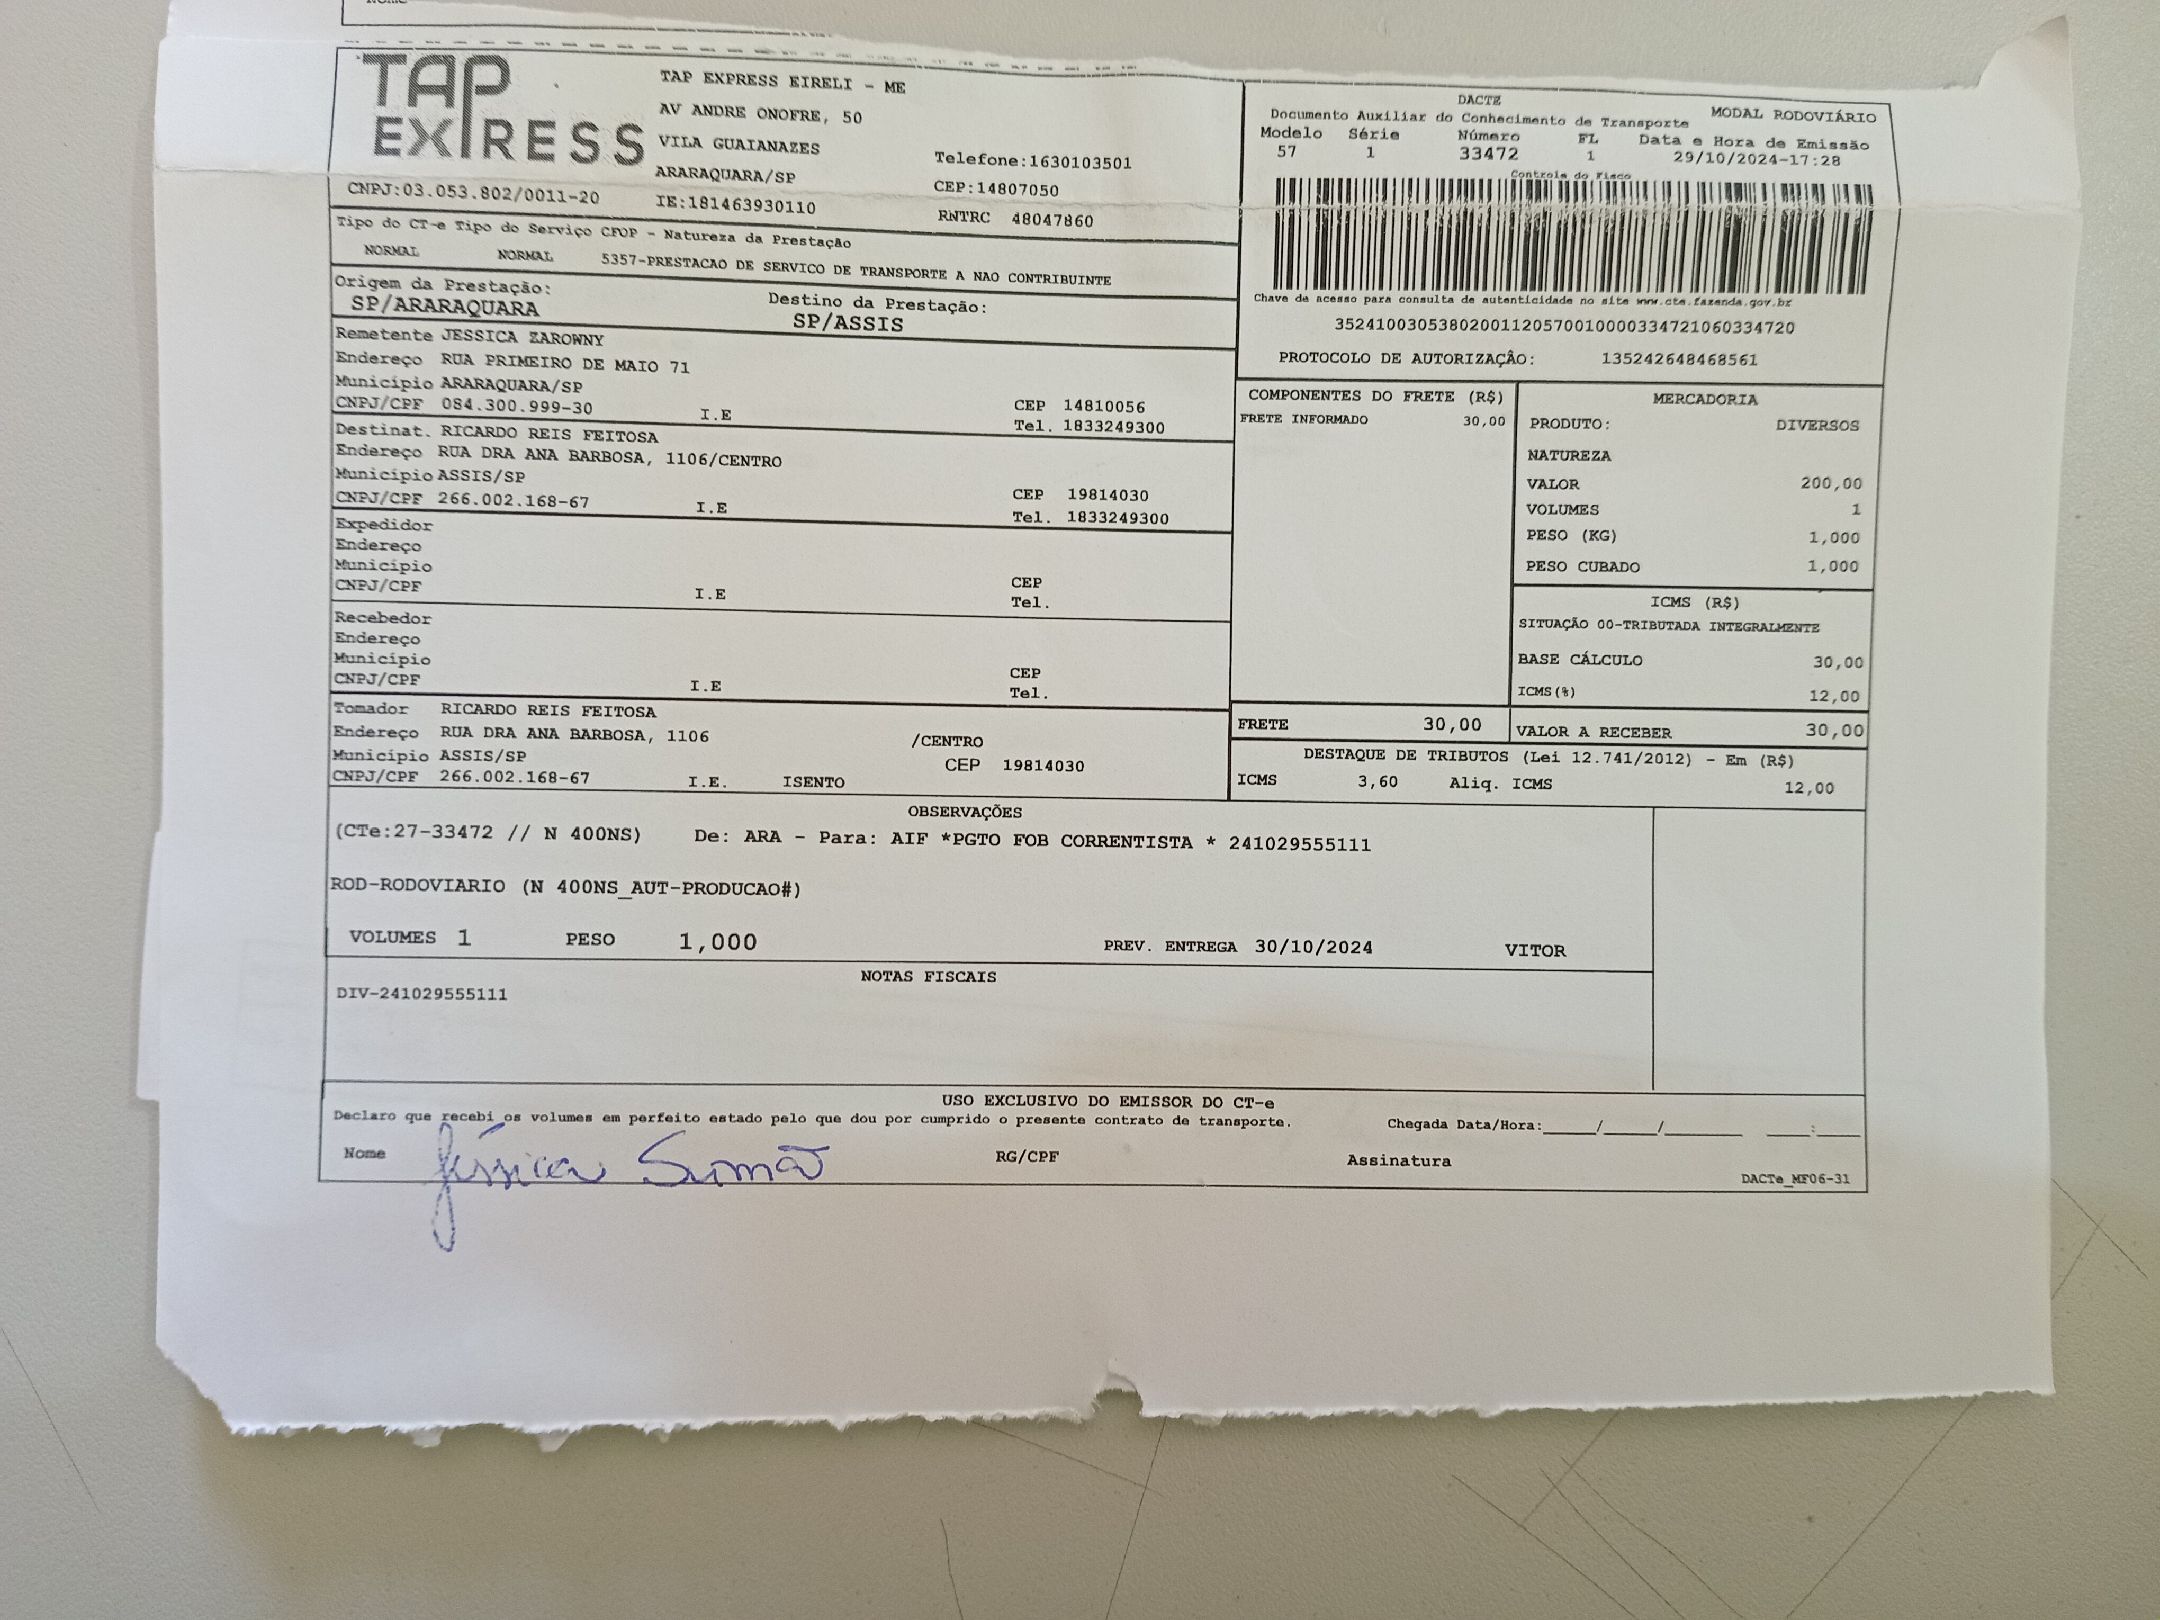 TAP
EXPRESS
TAP EXPRESS EIRELI - ME
AV ANDRE ONOFRE, 50
VILA GUAIANAZES
ARARAQUARA/SP
Telefone:1630103501
CEP:14807050
CNPJ:03.053.802/0011-20
IE:181463930110
RNTRC 48047860
DACTE
Documento Auxiliar do Conhecimento de Transporte
MODAL RODOVIÁRIO
Modelo Série Número FL Data e Hora de Emissão
57 1 33472 1 29/10/2024-17:28
Controle do Fisco
Chave de acesso para consulta de autenticidade no site www.cte.fazenda.gov.br
35241003053802001120570010000334721060334720
PROTOCOLO DE AUTORIZAÇÃO: 135242648468561
Tipo do CT-e Tipo do Serviço CFOP - Natureza da Prestação
NORMAL NORMAL 5357-PRESTACAO DE SERVICO DE TRANSPORTE A NAO CONTRIBUINTE
Origem da Prestação:
SP/ARARAQUARA
Destino da Prestação:
SP/ASSIS
Remetente JESSICA ZAROWNY
Endereço RUA PRIMEIRO DE MAIO 71
Município ARARAQUARA/SP
CNPJ/CPF 084.300.999-30 I.E
CEP 14810056
Tel. 1833249300
Destinat. RICARDO REIS FEITOSA
Endereço RUA DRA ANA BARBOSA, 1106/CENTRO
Município ASSIS/SP
CNPJ/CPF 266.002.168-67 I.E
CEP 19814030
Tel. 1833249300
Expedidor
Endereço
Município
CNPJ/CPF I.E
CEP
Tel.
Recebedor
Endereço
Município
CNPJ/CPF I.E
CEP
Tel.
Tomador RICARDO REIS FEITOSA
Endereço RUA DRA ANA BARBOSA, 1106 /CENTRO
Município ASSIS/SP CEP 19814030
CNPJ/CPF 266.002.168-67 I.E. ISENTO
COMPONENTES DO FRETE (R$)
FRETE INFORMADO 30,00
MERCADORIA
PRODUTO: DIVERSOS
NATUREZA
VALOR 200,00
VOLUMES 1
PESO (KG) 1,000
PESO CUBADO 1,000
ICMS (R$)
SITUAÇÃO 00-TRIBUTADA INTEGRALMENTE
BASE CÁLCULO 30,00
ICMS(%) 12,00
FRETE 30,00
VALOR A RECEBER 30,00
DESTAQUE DE TRIBUTOS (Lei 12.741/2012) - Em (R$)
ICMS 3,60 Aliq. ICMS 12,00
OBSERVAÇÕES
(CTe:27-33472 // N 400NS) De: ARA - Para: AIF *PGTO FOB CORRENTISTA * 241029555111
ROD-RODOVIARIO (N 400NS_AUT-PRODUCAO#)
VOLUMES 1 PESO 1,000 PREV. ENTREGA 30/10/2024 VITOR
NOTAS FISCAIS
DIV-241029555111
USO EXCLUSIVO DO EMISSOR DO CT-e
Declaro que recebi os volumes em perfeito estado pelo que dou por cumprido o presente contrato de transporte.
Chegada Data/Hora:_____/_____/_______ ____:____
Nome Jéssica RG/CPF Assinatura
DACTe_MF06-31